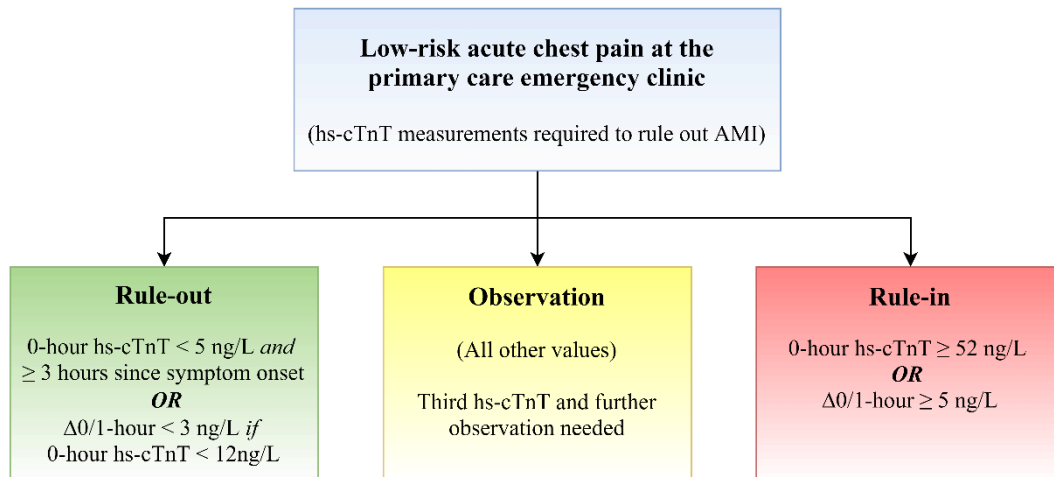 Low-risk acute chest pain at the
primary care emergency clinic
(hs-cTnT measurements required to rule out AMI)
Rule-out
0-hour hs-cTnT < 5 ng/L and
≥ 3 hours since symptom onset
OR
Δ0/1-hour < 3 ng/L if
0-hour hs-cTnT < 12ng/L
Observation
(All other values)
Third hs-cTnT and further
observation needed
Rule-in
0-hour hs-cTnT ≥ 52 ng/L
OR
Δ0/1-hour ≥ 5 ng/L